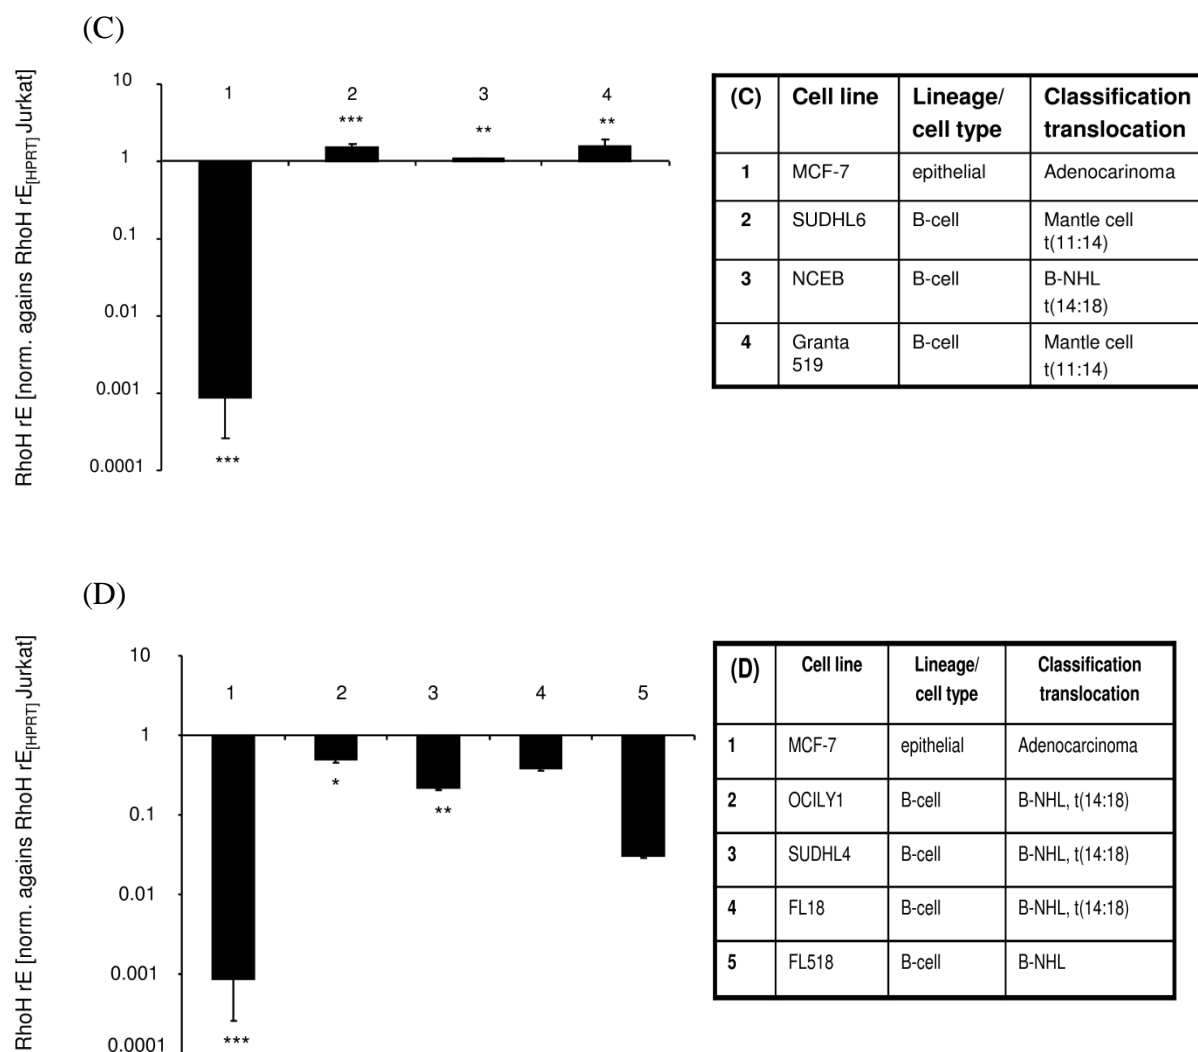 (C)
RhoH rE [norm. agains RhoH rE[HPRT] Jurkat]
10
1
0.1
0.01
0.001
0.0001
1 2 3 4
*** ** **
***
(C) Cell line Lineage/ cell type Classification translocation
1 MCF-7 epithelial Adenocarinoma
2 SUDHL6 B-cell Mantle cell t(11:14)
3 NCEB B-cell B-NHL t(14:18)
4 Granta 519 B-cell Mantle cell t(11:14)
(D)
RhoH rE [norm. agains RhoH rE[HPRT] Jurkat]
10
1
0.1
0.01
0.001
0.0001
1 2 3 4 5
* **
***
(D) Cell line Lineage/ cell type Classification translocation
1 MCF-7 epithelial Adenocarcinoma
2 OCILY1 B-cell B-NHL, t(14:18)
3 SUDHL4 B-cell B-NHL, t(14:18)
4 FL18 B-cell B-NHL, t(14:18)
5 FL518 B-cell B-NHL